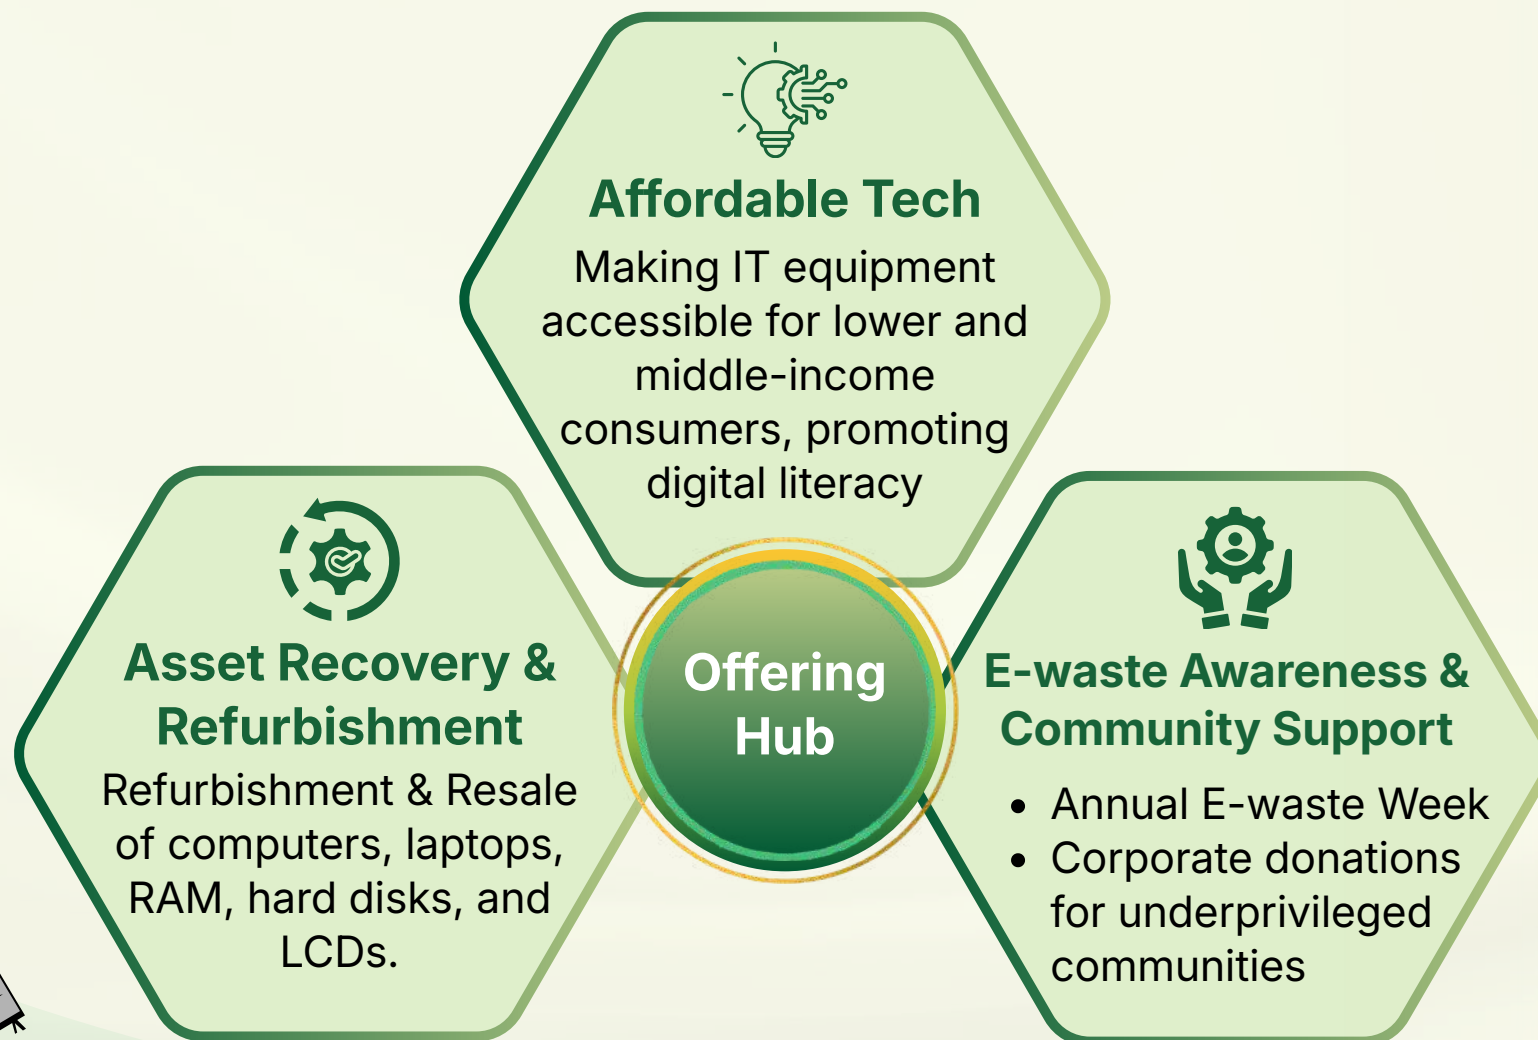 Affordable Tech
Making IT equipment
accessible for lower and
middle-income
consumers, promoting
digital literacy
Asset Recovery &
Refurbishment
Refurbishment & Resale
of computers, laptops,
RAM, hard disks, and
LCDs.
Offering
Hub
E-waste Awareness &
Community Support
• Annual E-waste Week
• Corporate donations
for underprivileged
communities